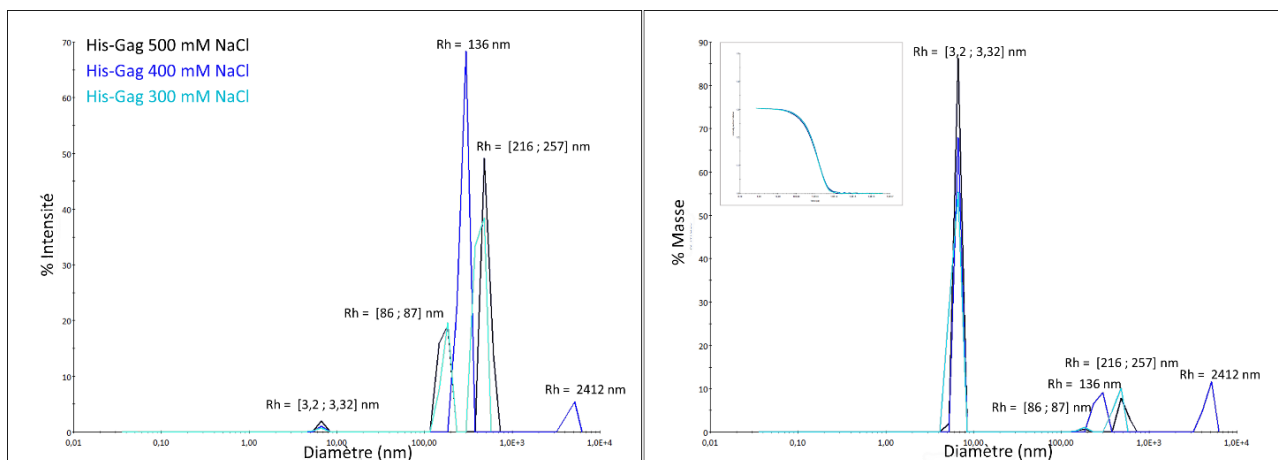 His-Gag 500 mM NaCl
His-Gag 400 mM NaCl
His-Gag 300 mM NaCl
Rh = 136 nm
Rh = [216 ; 257] nm
Rh = [86 ; 87] nm
Rh = [3,2 ; 3,32] nm
Rh = 2412 nm
% Intensité
70
60
50
40
30
20
10
0
0,01
0,10
1,00
10,00
100,00
1,0E+3
1,0E+4
Diamètre (nm)
Rh = [3,2 ; 3,32] nm
Rh = [216 ; 257] nm
Rh = 136 nm
Rh = 2412 nm
Rh = [86 ; 87] nm
% Masse
90
80
70
60
50
40
30
20
10
0
0,01
0,10
1,00
10,00
100,00
1,0E+3
1,0E+4
Diamètre (nm)